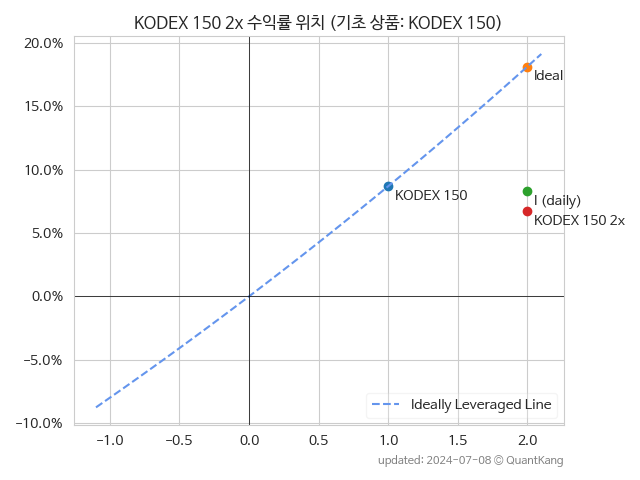 KODEX 150 2x 수익률 위치 (기초 상품: KODEX 150)
20.0%
15.0%
10.0%
5.0%
0.0%
−5.0%
−10.0%
Ideal
KODEX 150
I (daily)
KODEX 150 2x
Ideally Leveraged Line
−1.0 −0.5 0.0 0.5 1.0 1.5 2.0
updated: 2024-07-08 © QuantKang